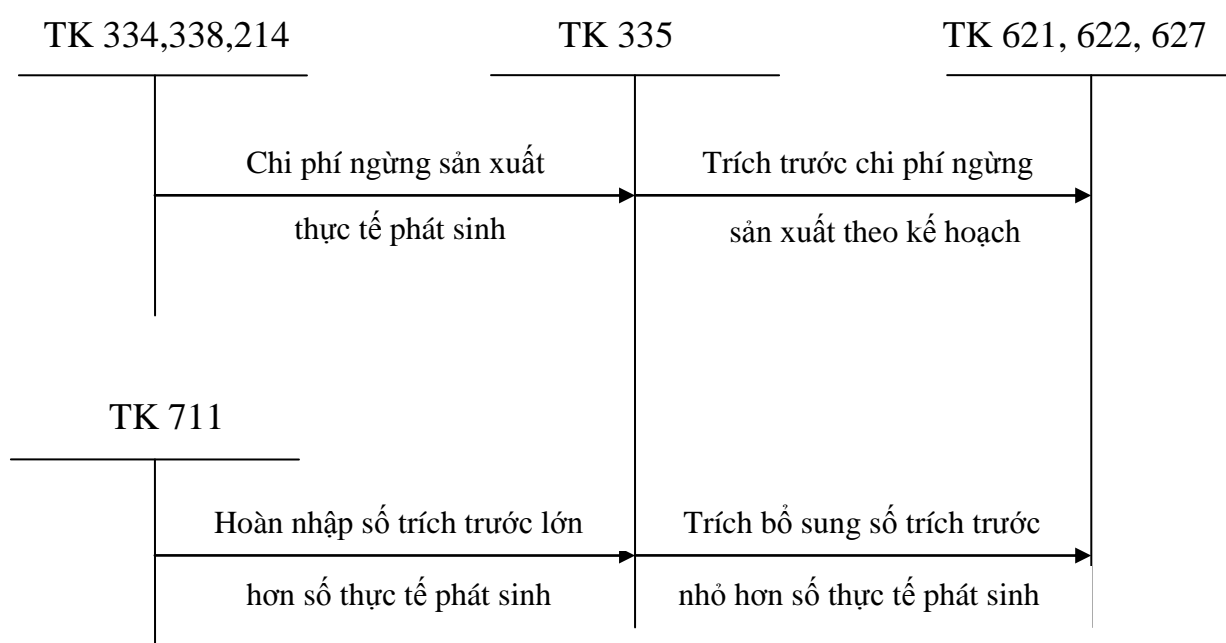 TK 334,338,214
TK 335
TK 621, 622, 627
Chi phí ngừng sản xuất
thực tế phát sinh
Trích trước chi phí ngừng
sản xuất theo kế hoạch
TK 711
Hoàn nhập số trích trước lớn
hơn số thực tế phát sinh
Trích bổ sung số trích trước
nhỏ hơn số thực tế phát sinh